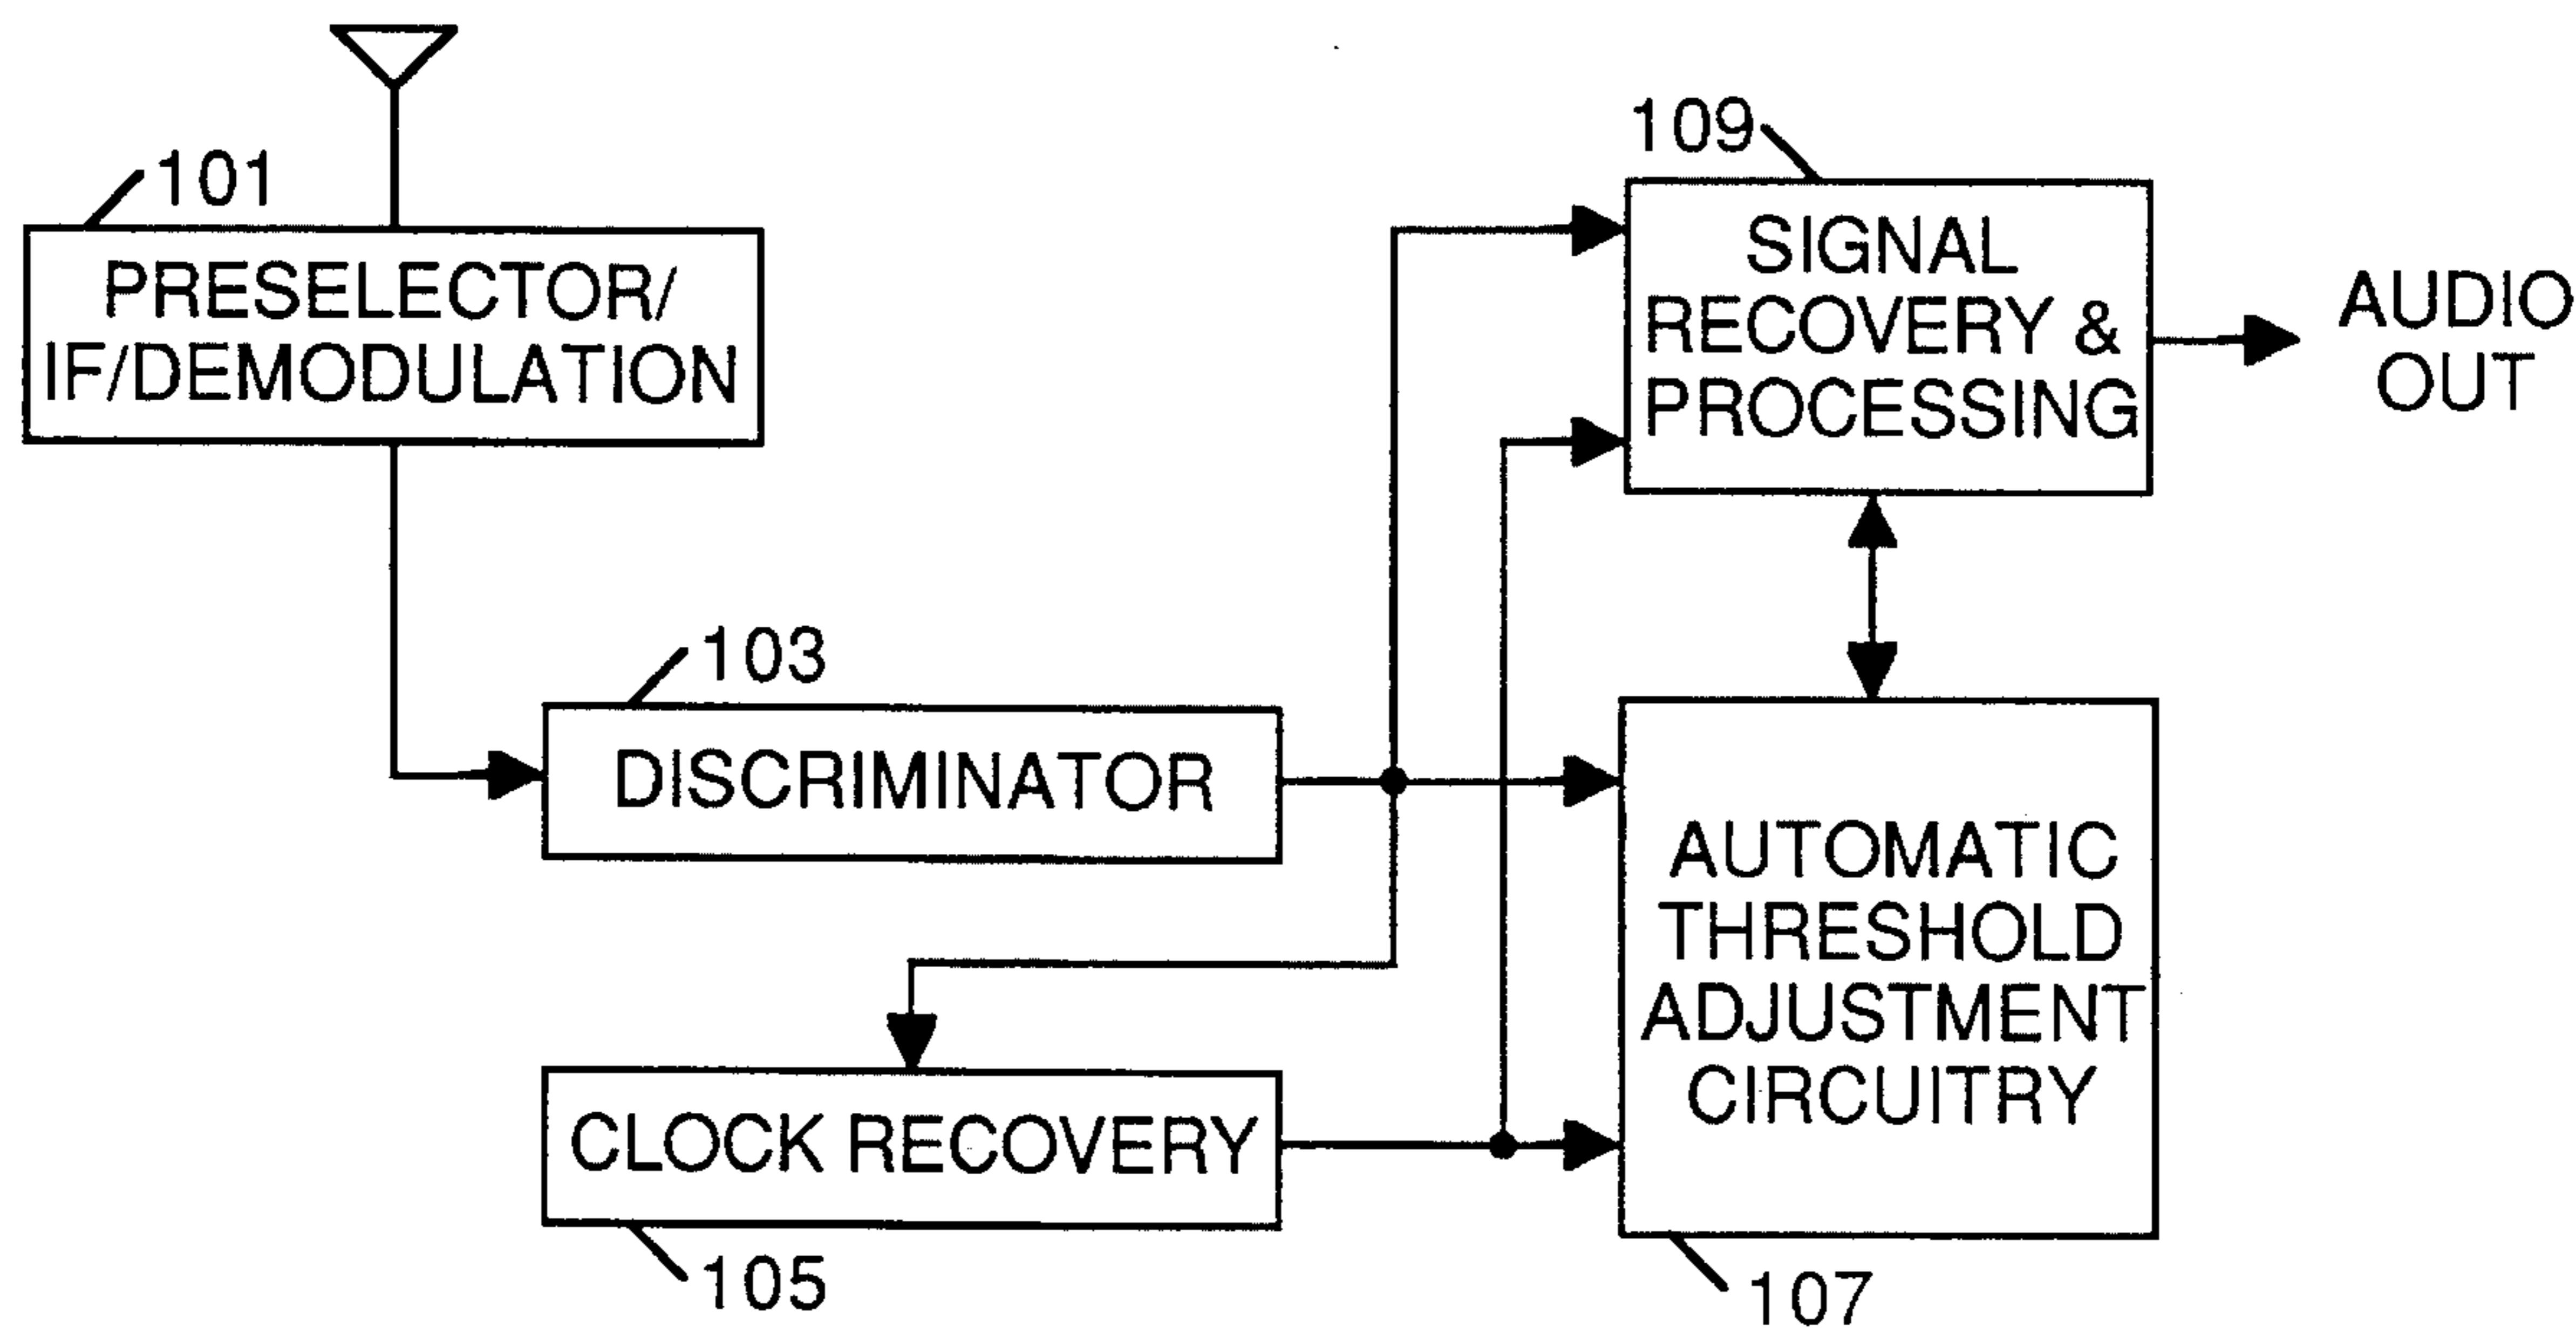 101
PRESELECTOR/
IF/DEMODULATION
109
SIGNAL
RECOVERY &
PROCESSING
AUDIO
OUT
103
DISCRIMINATOR
AUTOMATIC
THRESHOLD
ADJUSTMENT
CIRCUITRY
CLOCK RECOVERY
105
107